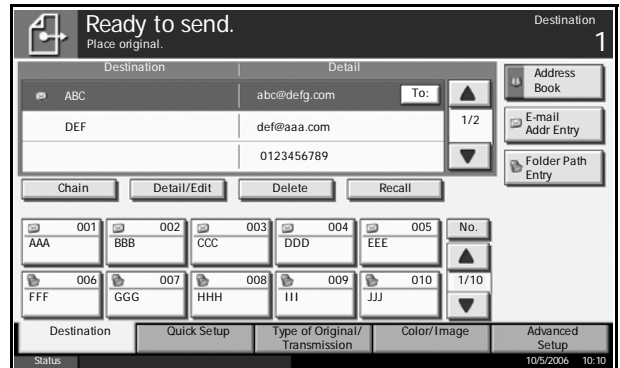 Ready to send.
Place original.
Destination
1
Destination Detail
ABC abc@defg.com To:
DEF def@aaa.com
0123456789
1/2
Address
Book
E-mail
Addr Entry
Folder Path
Entry
Chain Detail/Edit Delete Recall
001 002 003 004 005 No.
AAA BBB CCC DDD EEE
006 007 008 009 010 1/10
FFF GGG HHH III JJJ
Destination Quick Setup Type of Original/
Transmission Color/Image Advanced
Setup
Status 10/5/2006 10:10